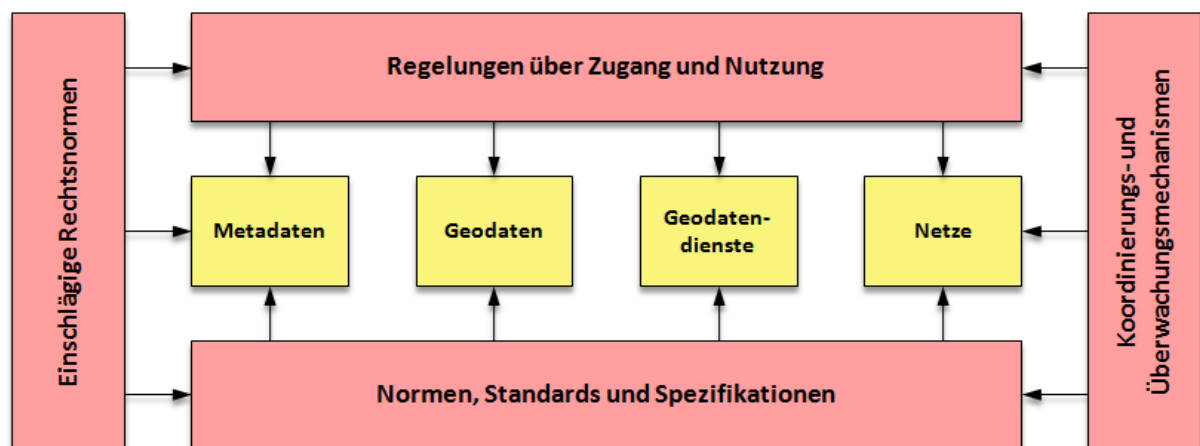 Einschlägige Rechtsnormen
Regelungen über Zugang und Nutzung
Metadaten
Geodaten
Geodaten-
dienste
Netze
Normen, Standards und Spezifikationen
Koordinierungs- und
Überwachungsmechanismen